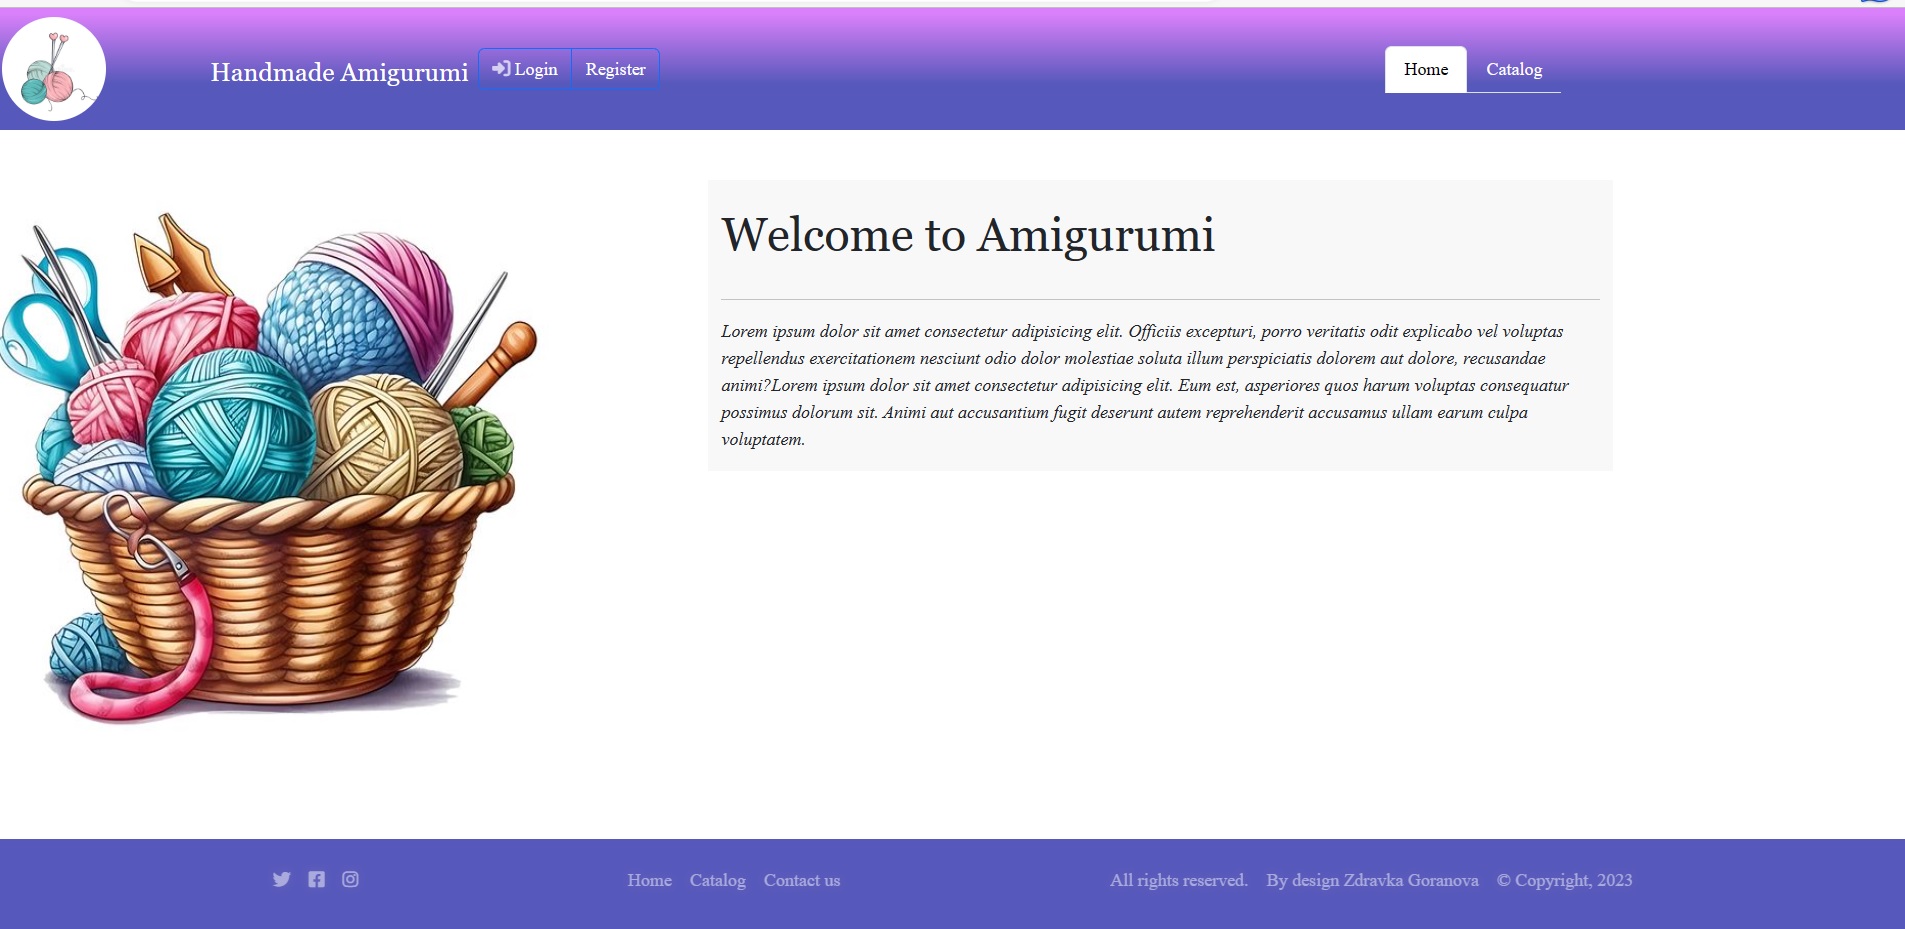 Handmade Amigurumi Login Register Home Catalog
Welcome to Amigurumi
Lorem ipsum dolor sit amet consectetur adipisicing elit. Officiis excepturi, porro veritatis odit explicabo vel voluptas
repellendus exercitationem nesciunt odio dolor molestiae soluta illum perspiciatis dolorem aut dolore, recusandae
animi?Lorem ipsum dolor sit amet consectetur adipisicing elit. Eum est, asperiores quos harum voluptas consequatur
possimus dolorum sit. Animi aut accusantium fugit deserunt autem reprehenderit accusamus ullam earum culpa
voluptatem.
Home Catalog Contact us All rights reserved. By design Zdravka Goranova © Copyright, 2023